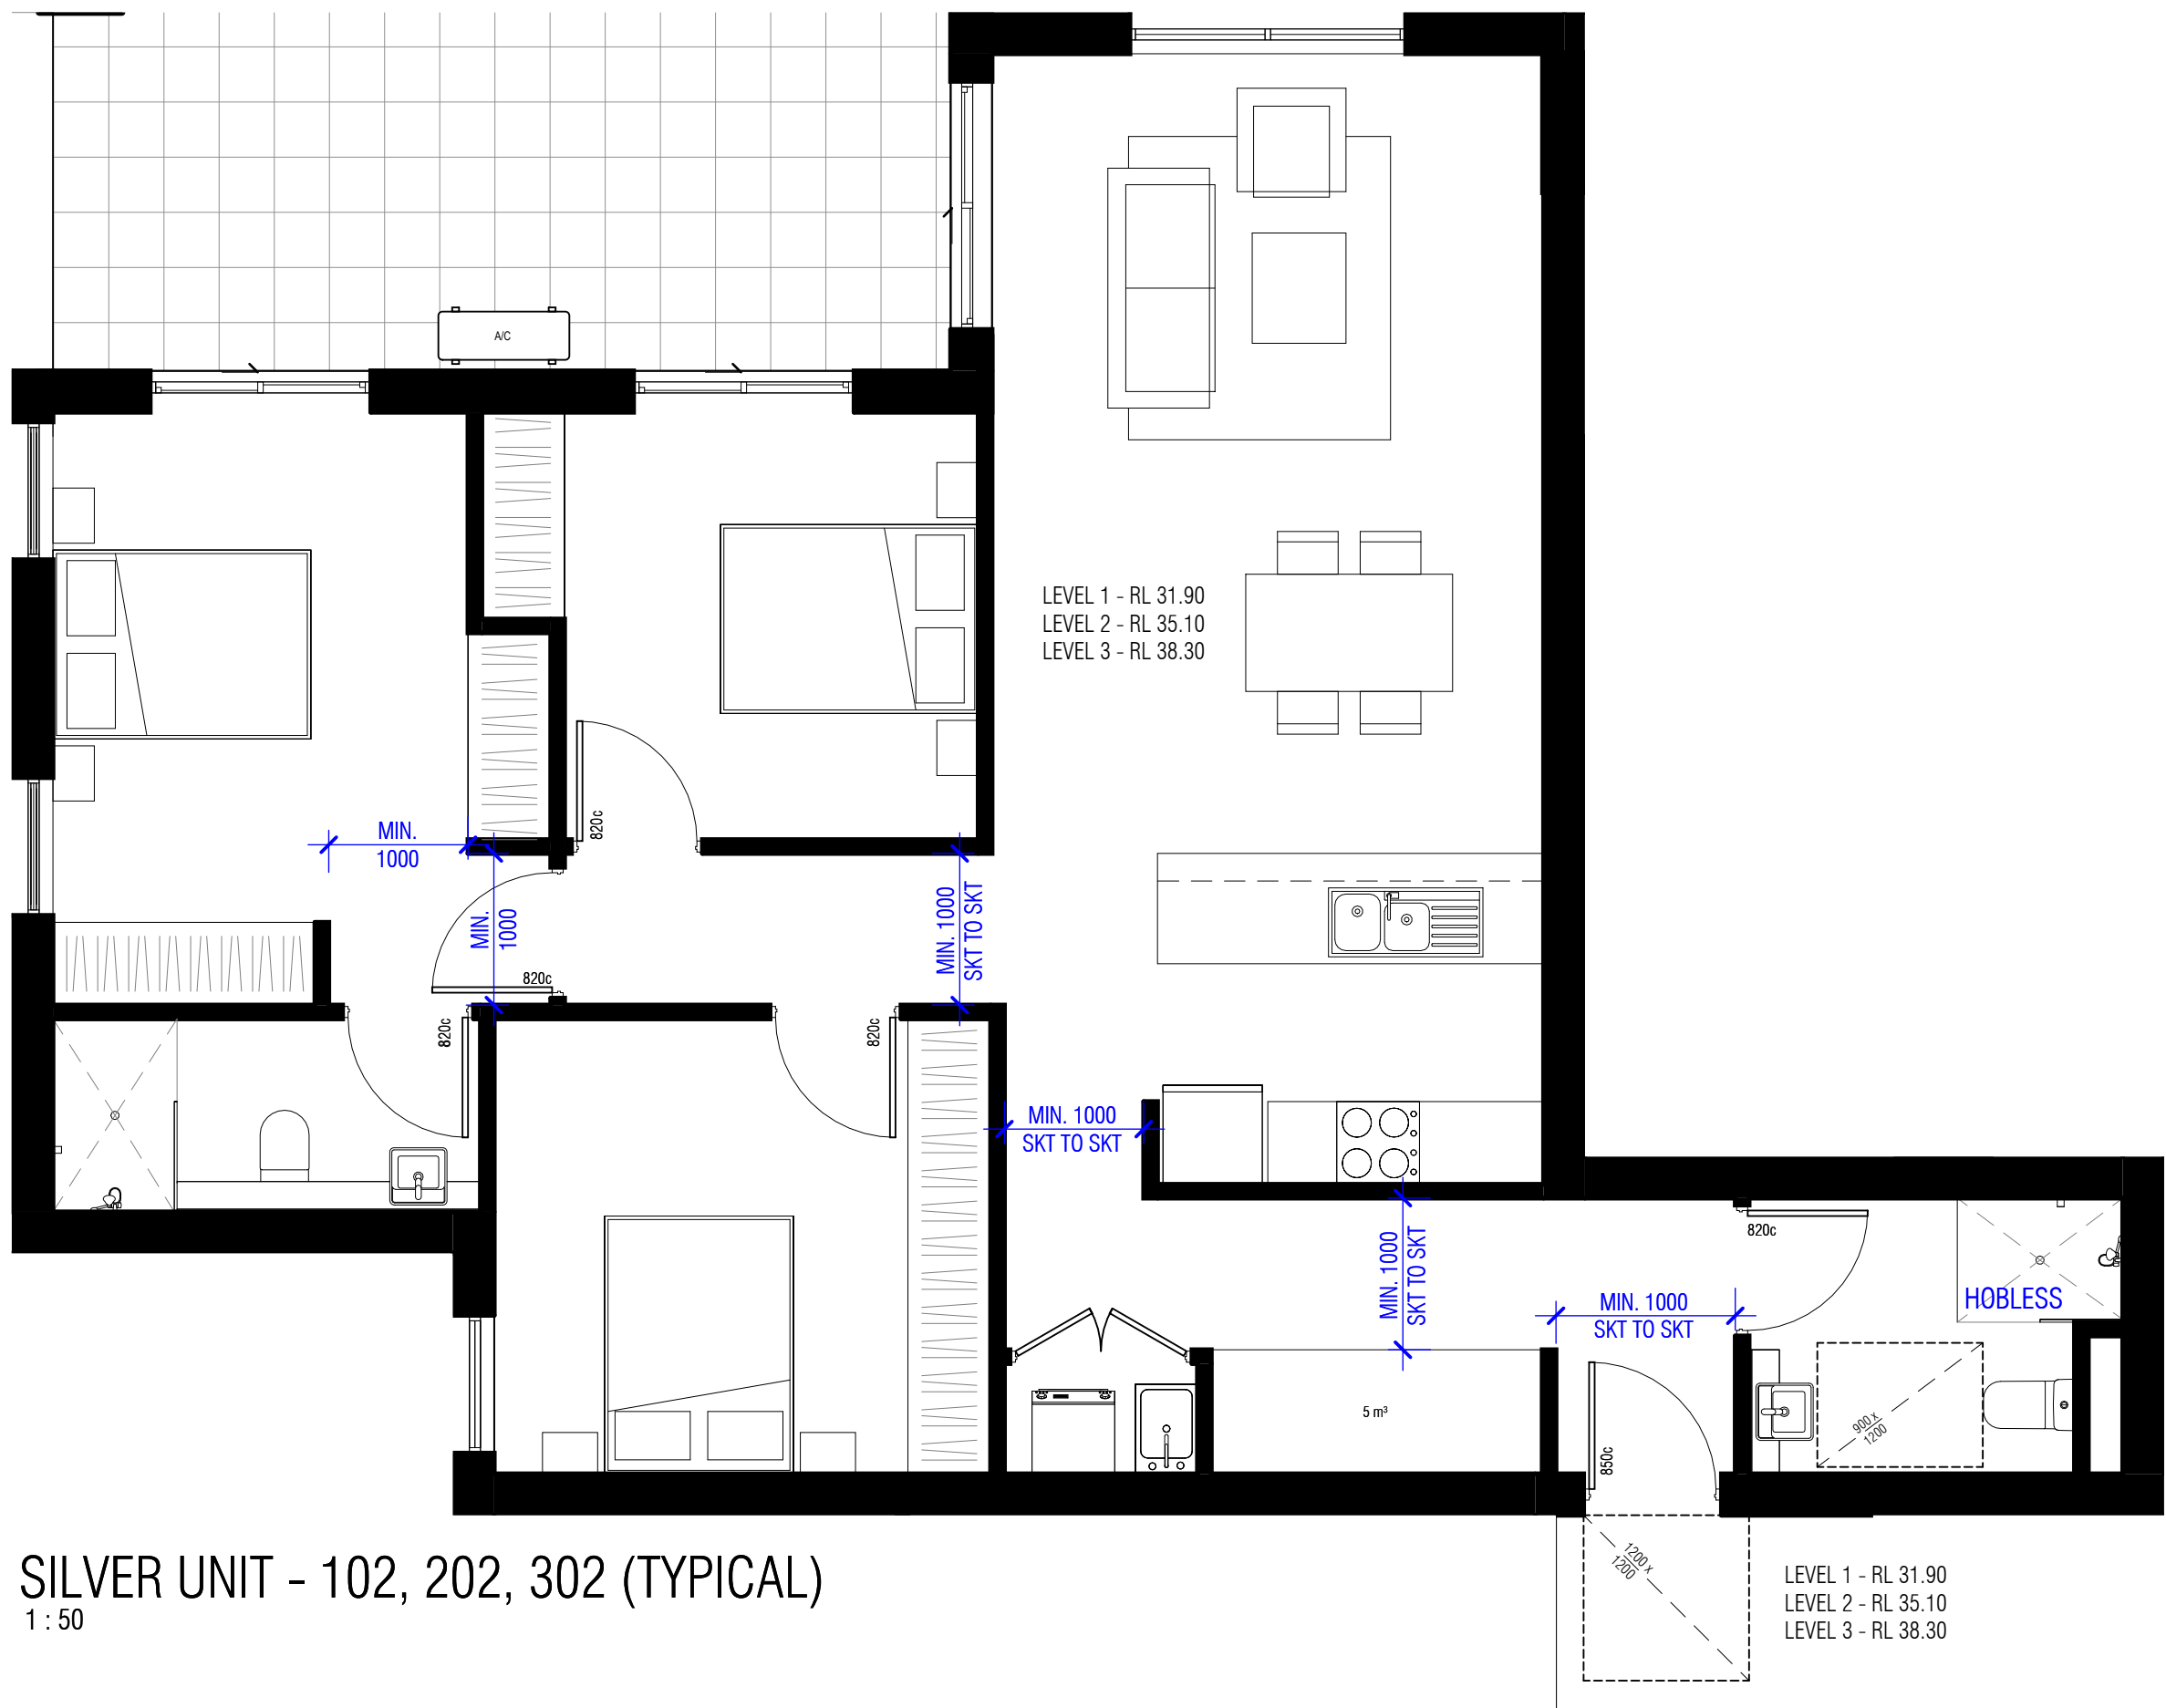 A/C
LEVEL 1 - RL 31.90
LEVEL 2 - RL 35.10
LEVEL 3 - RL 38.30
820c
MIN.
1000
MIN.
1000
MIN. 1000
SKT TO SKT
820c
820c
820c
MIN. 1000
SKT TO SKT
MIN. 1000
SKT TO SKT
820c
HOBLESS
MIN. 1000
SKT TO SKT
5 m³
900 x
1200
850c
1200 x
1200
SILVER UNIT - 102, 202, 302 (TYPICAL)
1 : 50
LEVEL 1 - RL 31.90
LEVEL 2 - RL 35.10
LEVEL 3 - RL 38.30